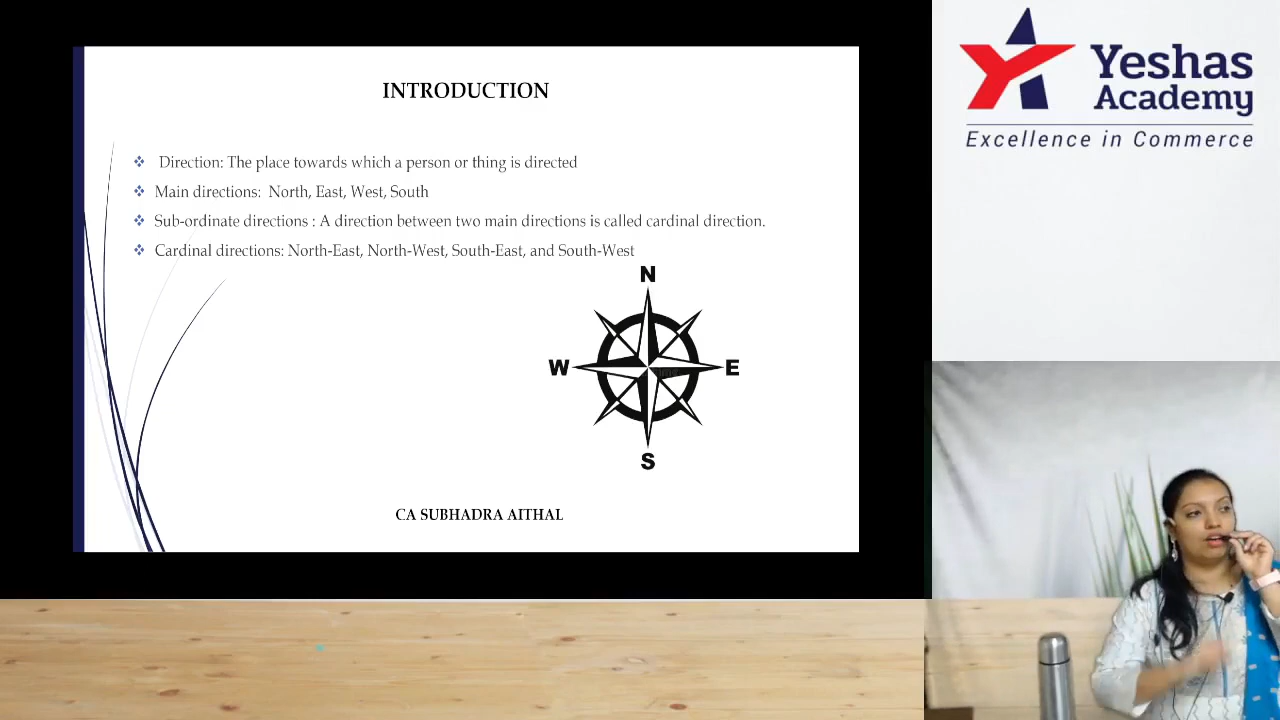 INTRODUCTION
Direction: The place towards which a person or thing is directed
Main directions: North, East, West, South
Sub-ordinate directions : A direction between two main directions is called cardinal direction.
Cardinal directions: North-East, North-West, South-East, and South-West
N
W
E
S
CA SUBHADRA AITHAL
Yeshas
Academy
Excellence in Commerce